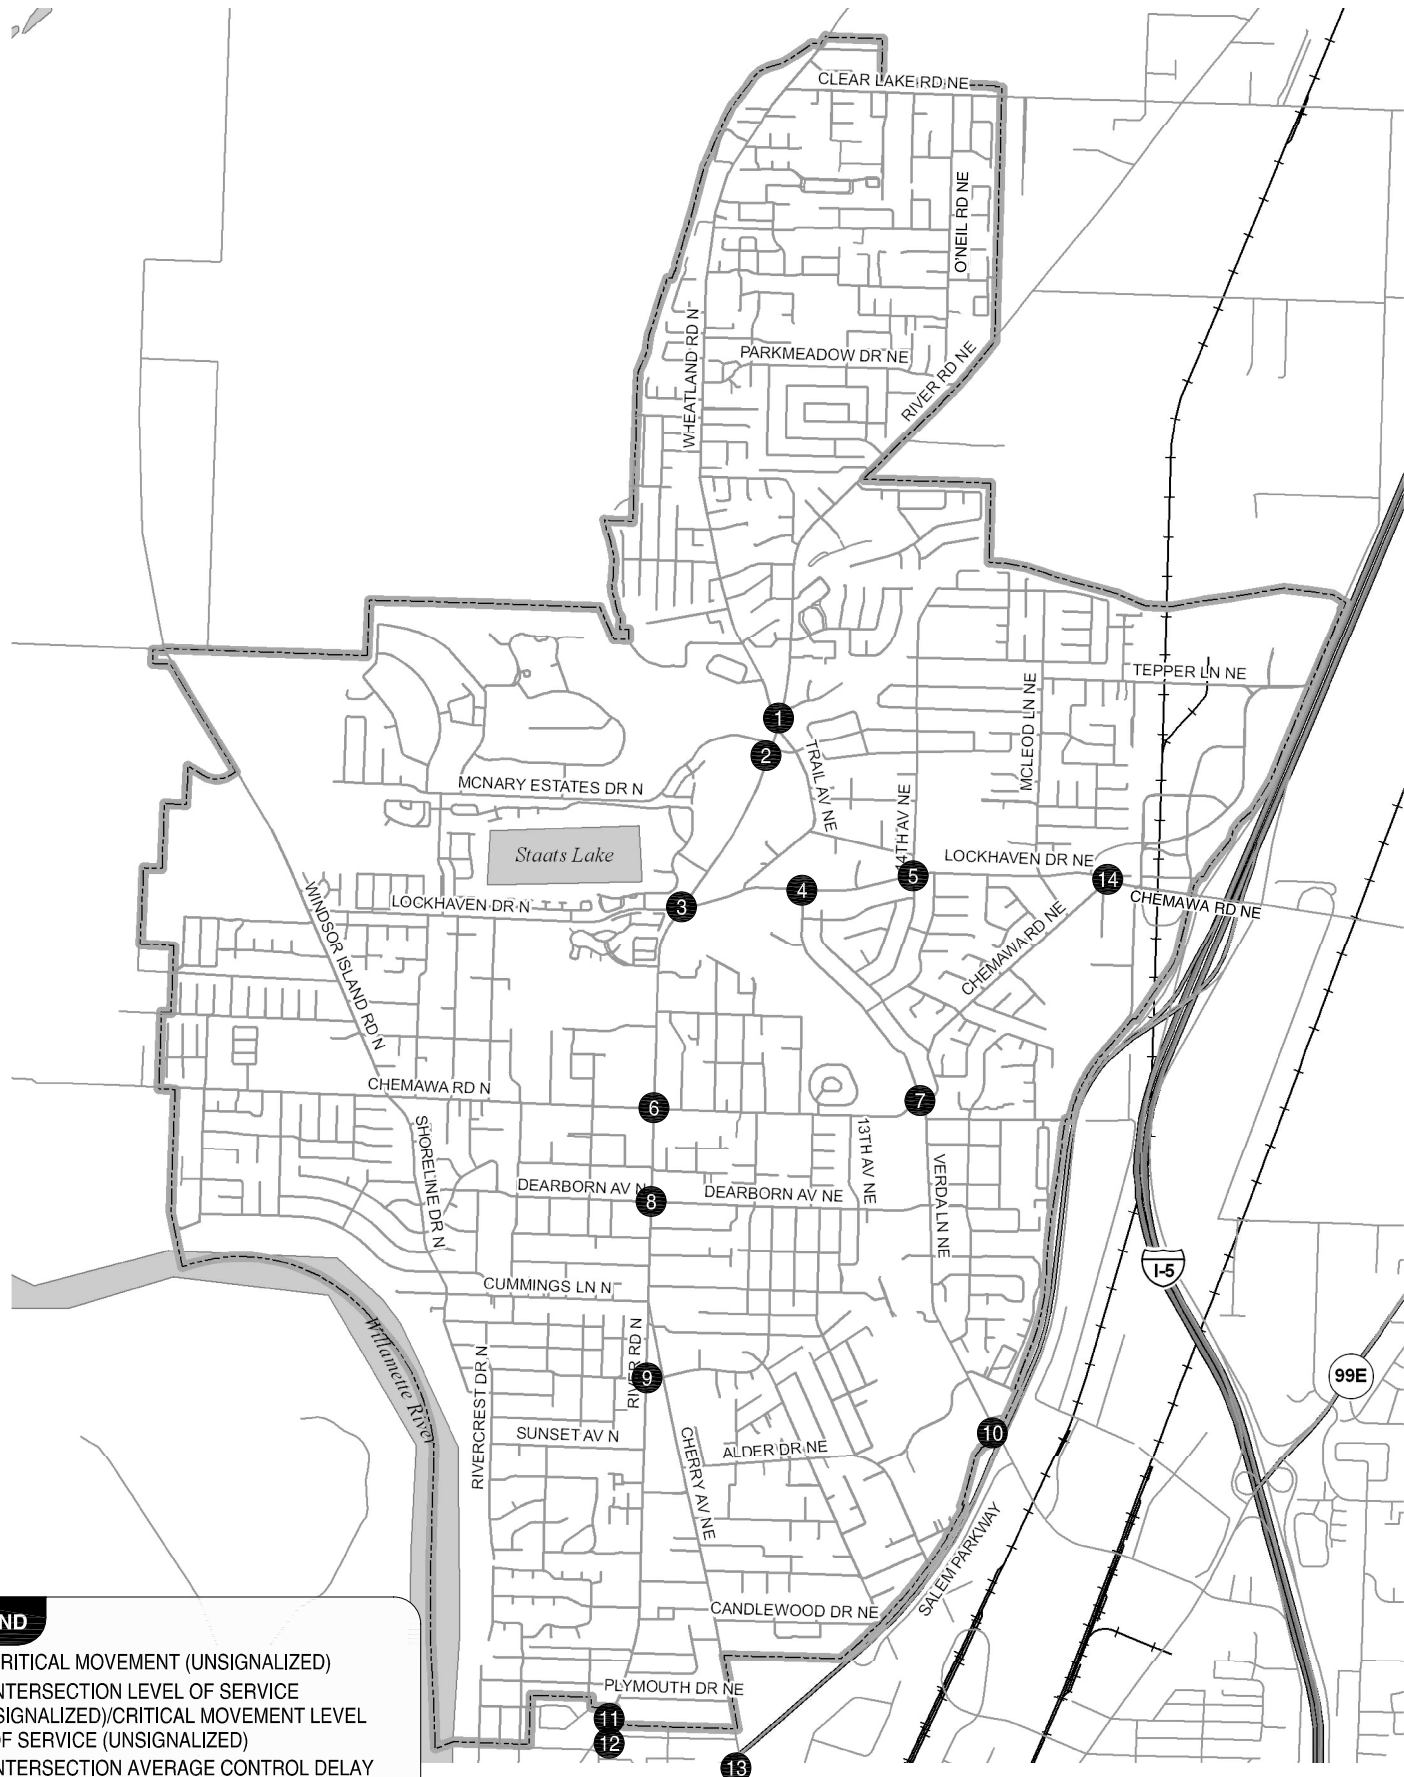 CLEAR LAKE RD NE
O'NEIL RD NE
WHEATLAND RD N
PARKMEADOW DR NE
RIVER RD NE
TEPPER LN NE
MCLEOD LN NE
1
2
TRAIL AV NE
MCNARY ESTATES DR N
14TH AV NE
Staats Lake
LOCKHAVEN DR NE
5
14
4
CHEMAWA RD NE
LOCKHAVEN DR N
3
WINDSOR ISLAND RD N
CHEMAWA RD NE
CHEMAWA RD N
6
7
SHORELINE DR N
13TH AV NE
VERDA LN NE
DEARBORN AV N
8
DEARBORN AV NE
I-5
CUMMINGS LN N
Willamette River
RIVER RD N
9
99E
RIVERCREST DR N
SUNSET AV N
CHERRY AV NE
ALDER DR NE
10
SALEM PARKWAY
CANDLEWOOD DR NE
PLYMOUTH DR NE
11
12
13
ND
RITICAL MOVEMENT (UNSIGNALIZED)
NTERSECTION LEVEL OF SERVICE
SIGNALIZED)/CRITICAL MOVEMENT LEVEL
OF SERVICE (UNSIGNALIZED)
NTERSECTION AVERAGE CONTROL DELAY